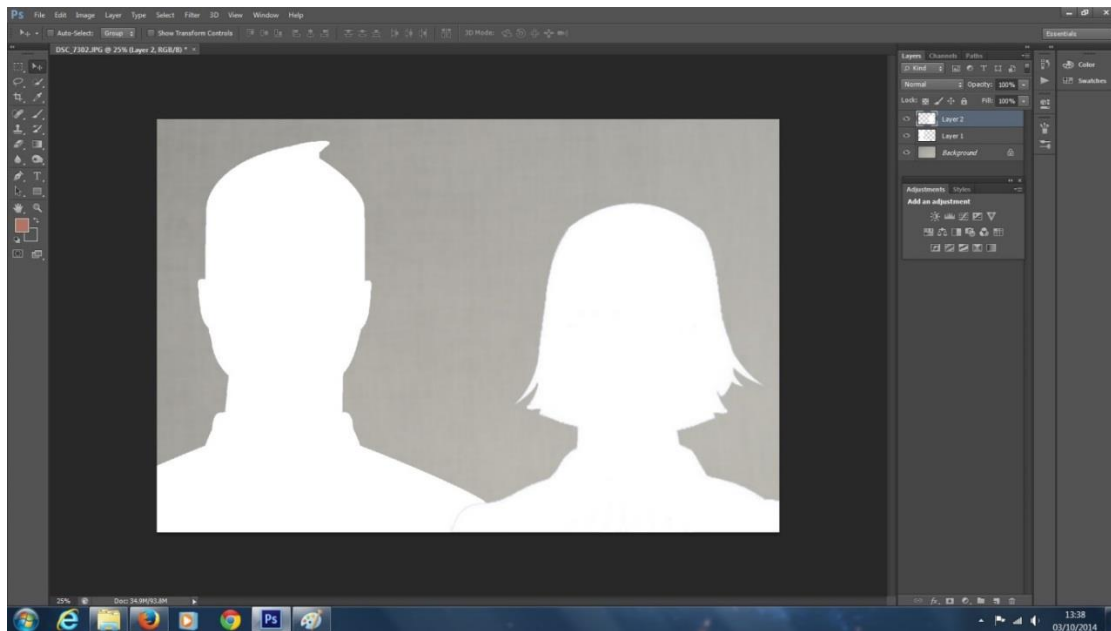 Ps File Edit Image Layer Type Select Filter 3D View Window Help
Auto-Select: Group Show Transform Controls 3D Mode: Essentials
DSC_7302.JPG @ 25% (Layer 2, RGB/8) * ×
Layers Channels Paths
Kind
Normal Opacity: 100%
Lock: Fill: 100%
Layer 2
Layer 1
Background
Color
Swatches
Adjustments Styles
Add an adjustment
25% Doc: 34.9M/93.8M
Ps
13:38
03/10/2014